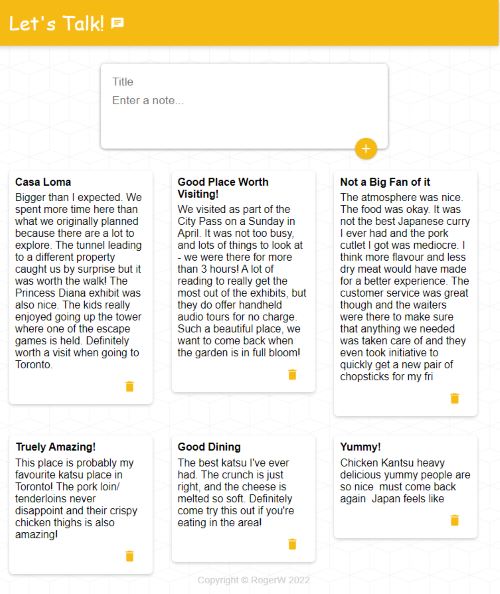 Let's Talk!
Title
Enter a note...
Casa Loma
Bigger than I expected. We
spent more time here than
what we originally planned
because there are a lot to
explore. The tunnel leading
to a different property
caught us by surprise but it
was worth the walk! The
Princess Diana exhibit was
also nice. The kids really
enjoyed going up the tower
where one of the escape
games is held. Definitely
worth a visit when going to
Toronto.
Good Place Worth
Visiting!
We visited as part of the
City Pass on a Sunday in
April. It was not too busy,
and lots of things to look at
- we were there for more
than 3 hours! A lot of
reading to really get the
most out of the exhibits, but
they do offer handheld
audio tours for no charge.
Such a beautiful place, we
want to come back when
the garden is in full bloom!
Not a Big Fan of it
The atmosphere was nice.
The food was okay. It was
not the best Japanese curry
I ever had and the pork
cutlet I got was mediocre. I
think more flavour and less
dry meat would have made
for a better experience. The
customer service was great
though and the waiters
were there to make sure
that anything we needed
was taken care of and they
even took initiative to
quickly get a new pair of
chopsticks for my fri
Truely Amazing!
This place is probably my
favourite katsu place in
Toronto! The pork loin/
tenderloins never
disappoint and their crispy
chicken thighs is also
amazing!
Good Dining
The best katsu I've ever
had. The crunch is just
right, and the cheese is
melted so soft. Definitely
come try this out if you're
eating in the area!
Yummy!
Chicken Kantsu heavy
delicious yummy people are
so nice  must come back
again  Japan feels like
Copyright © RogerW 2022